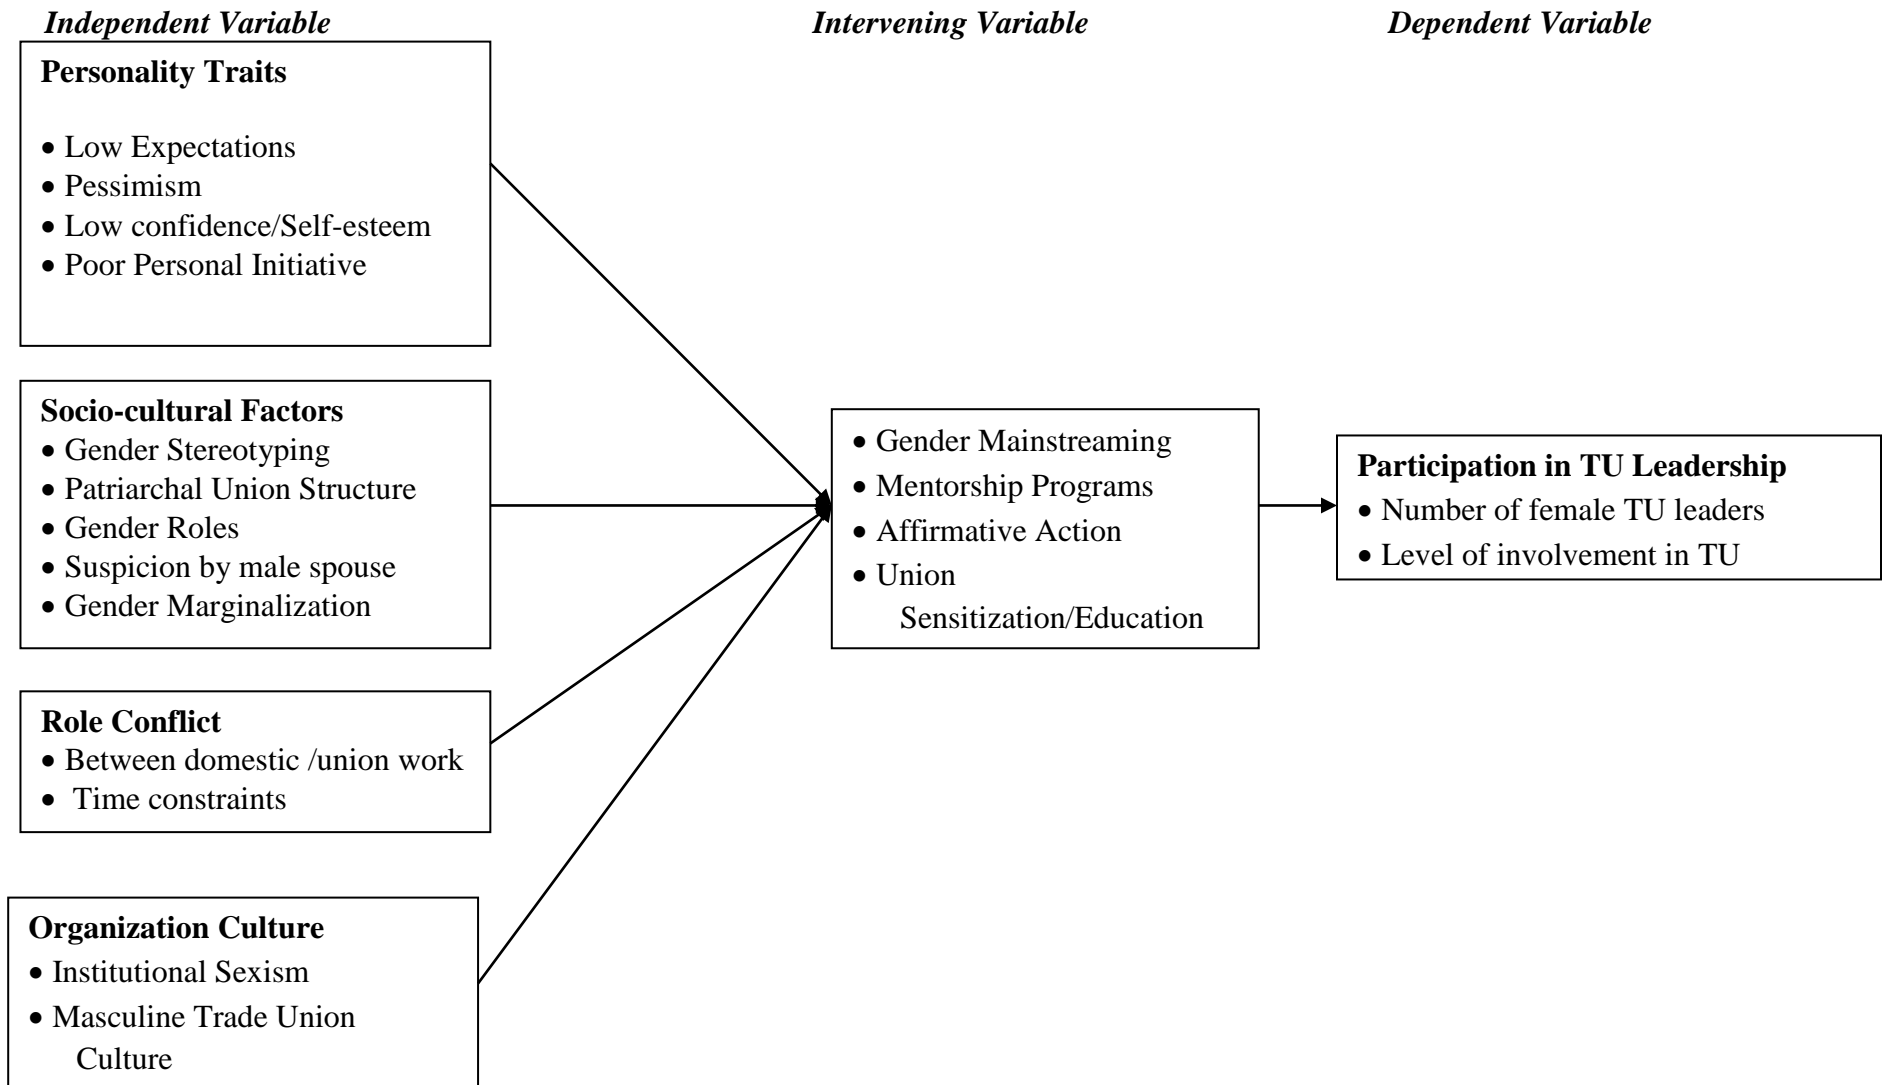 Independent Variable
Intervening Variable
Dependent Variable
Personality Traits
• Low Expectations
• Pessimism
• Low confidence/Self-esteem
• Poor Personal Initiative
Socio-cultural Factors
• Gender Stereotyping
• Patriarchal Union Structure
• Gender Roles
• Suspicion by male spouse
• Gender Marginalization
Role Conflict
• Between domestic /union work
• Time constraints
Organization Culture
• Institutional Sexism
• Masculine Trade Union
Culture
• Gender Mainstreaming
• Mentorship Programs
• Affirmative Action
• Union
Sensitization/Education
Participation in TU Leadership
• Number of female TU leaders
• Level of involvement in TU